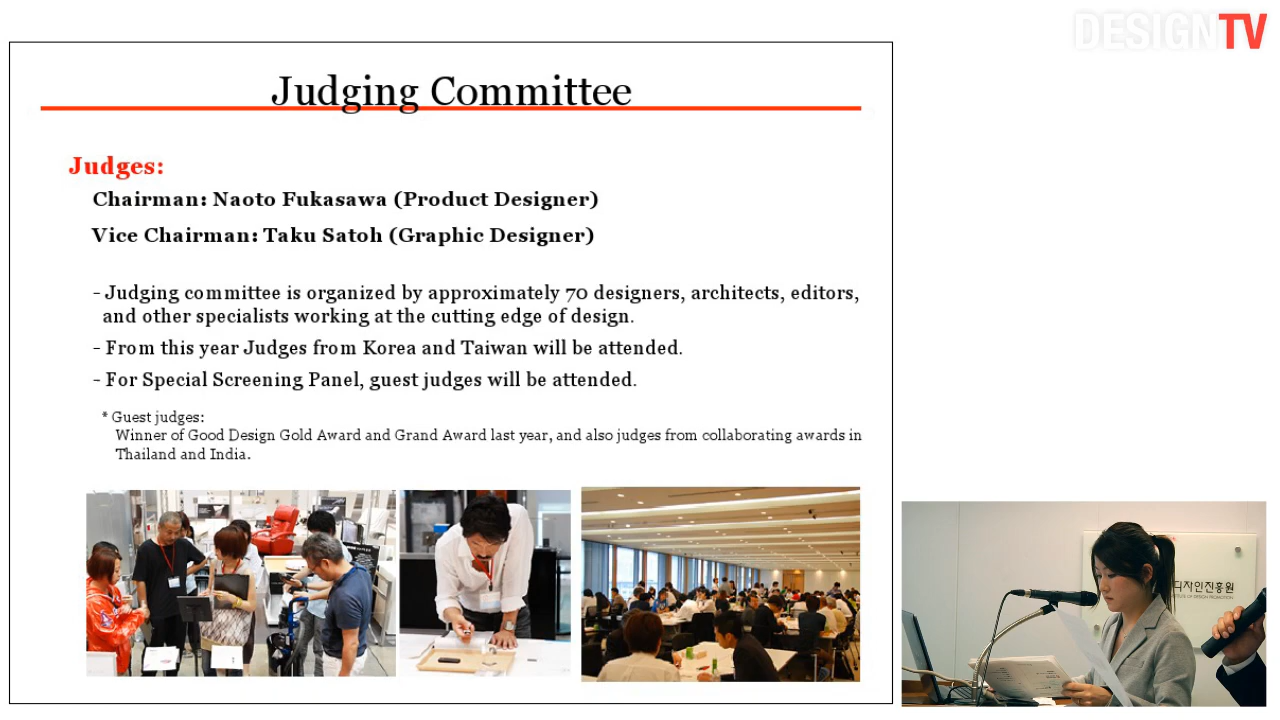 DESIGNTV
Judging Committee
Judges:
Chairman: Naoto Fukasawa (Product Designer)
Vice Chairman: Taku Satoh (Graphic Designer)
- Judging committee is organized by approximately 70 designers, architects, editors,
and other specialists working at the cutting edge of design.
- From this year Judges from Korea and Taiwan will be attended.
- For Special Screening Panel, guest judges will be attended.
* Guest judges:
Winner of Good Design Gold Award and Grand Award last year, and also judges from collaborating awards in
Thailand and India.
디자인진흥원
OF DESIGN PROMOTION